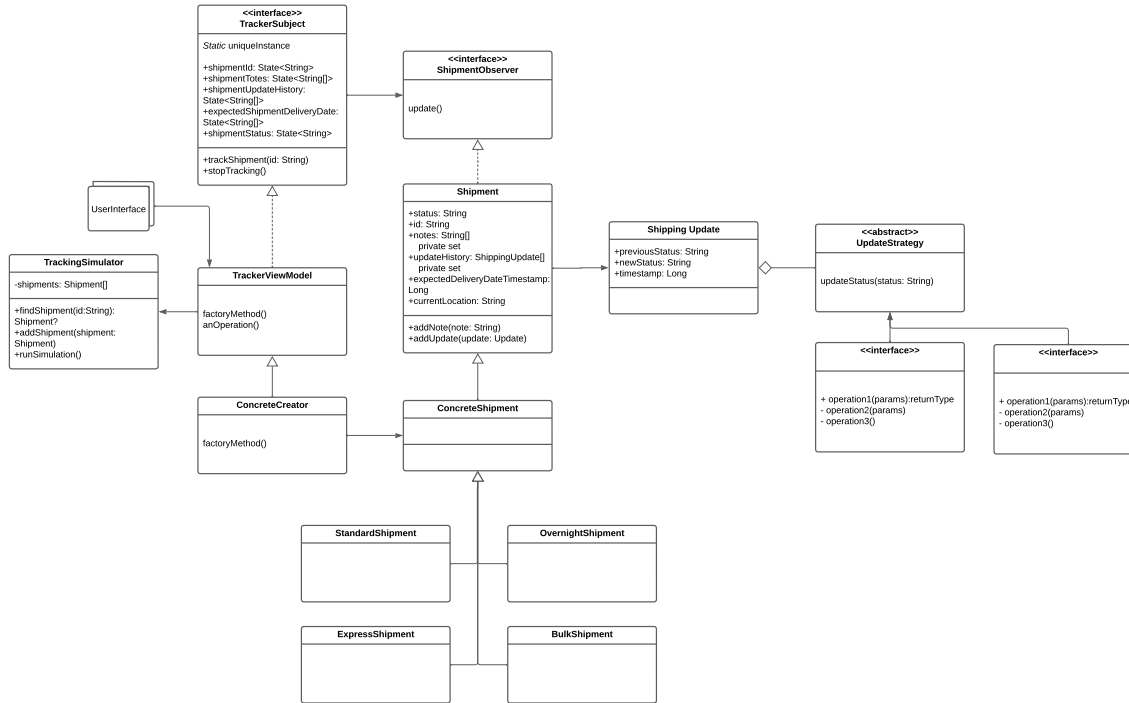 <<interface>>
TrackerSubject
Static uniqueInstance
+shipmentId: State<String>
+shipmentTotes: State<String[]>
+shipmentUpdateHistory:
State<String[]>
+expectedShipmentDeliveryDate:
State<String[]>
+shipmentStatus: State<String>
+trackShipment(id: String)
+stopTracking()
<<interface>>
ShipmentObserver
update()
UserInterface
TrackingSimulator
-shipments: Shipment[]
+findShipment(id:String):
Shipment?
+addShipment(shipment:
Shipment)
+runSimulation()
TrackerViewModel
factoryMethod()
anOperation()
Shipment
+status: String
+id: String
+notes: String[]
private set
+updateHistory: ShippingUpdate[]
private set
+expectedDeliveryDateTimestamp:
Long
+currentLocation: String
+addNote(note: String)
+addUpdate(update: Update)
Shipping Update
+previousStatus: String
+newStatus: String
+timestamp: Long
<<abstract>>
UpdateStrategy
updateStatus(status: String)
<<interface>>
+ operation1(params):returnType
- operation2(params)
- operation3()
<<interface>>
+ operation1(params):returnType
- operation2(params)
- operation3()
ConcreteCreator
factoryMethod()
ConcreteShipment
StandardShipment
OvernightShipment
ExpressShipment
BulkShipment